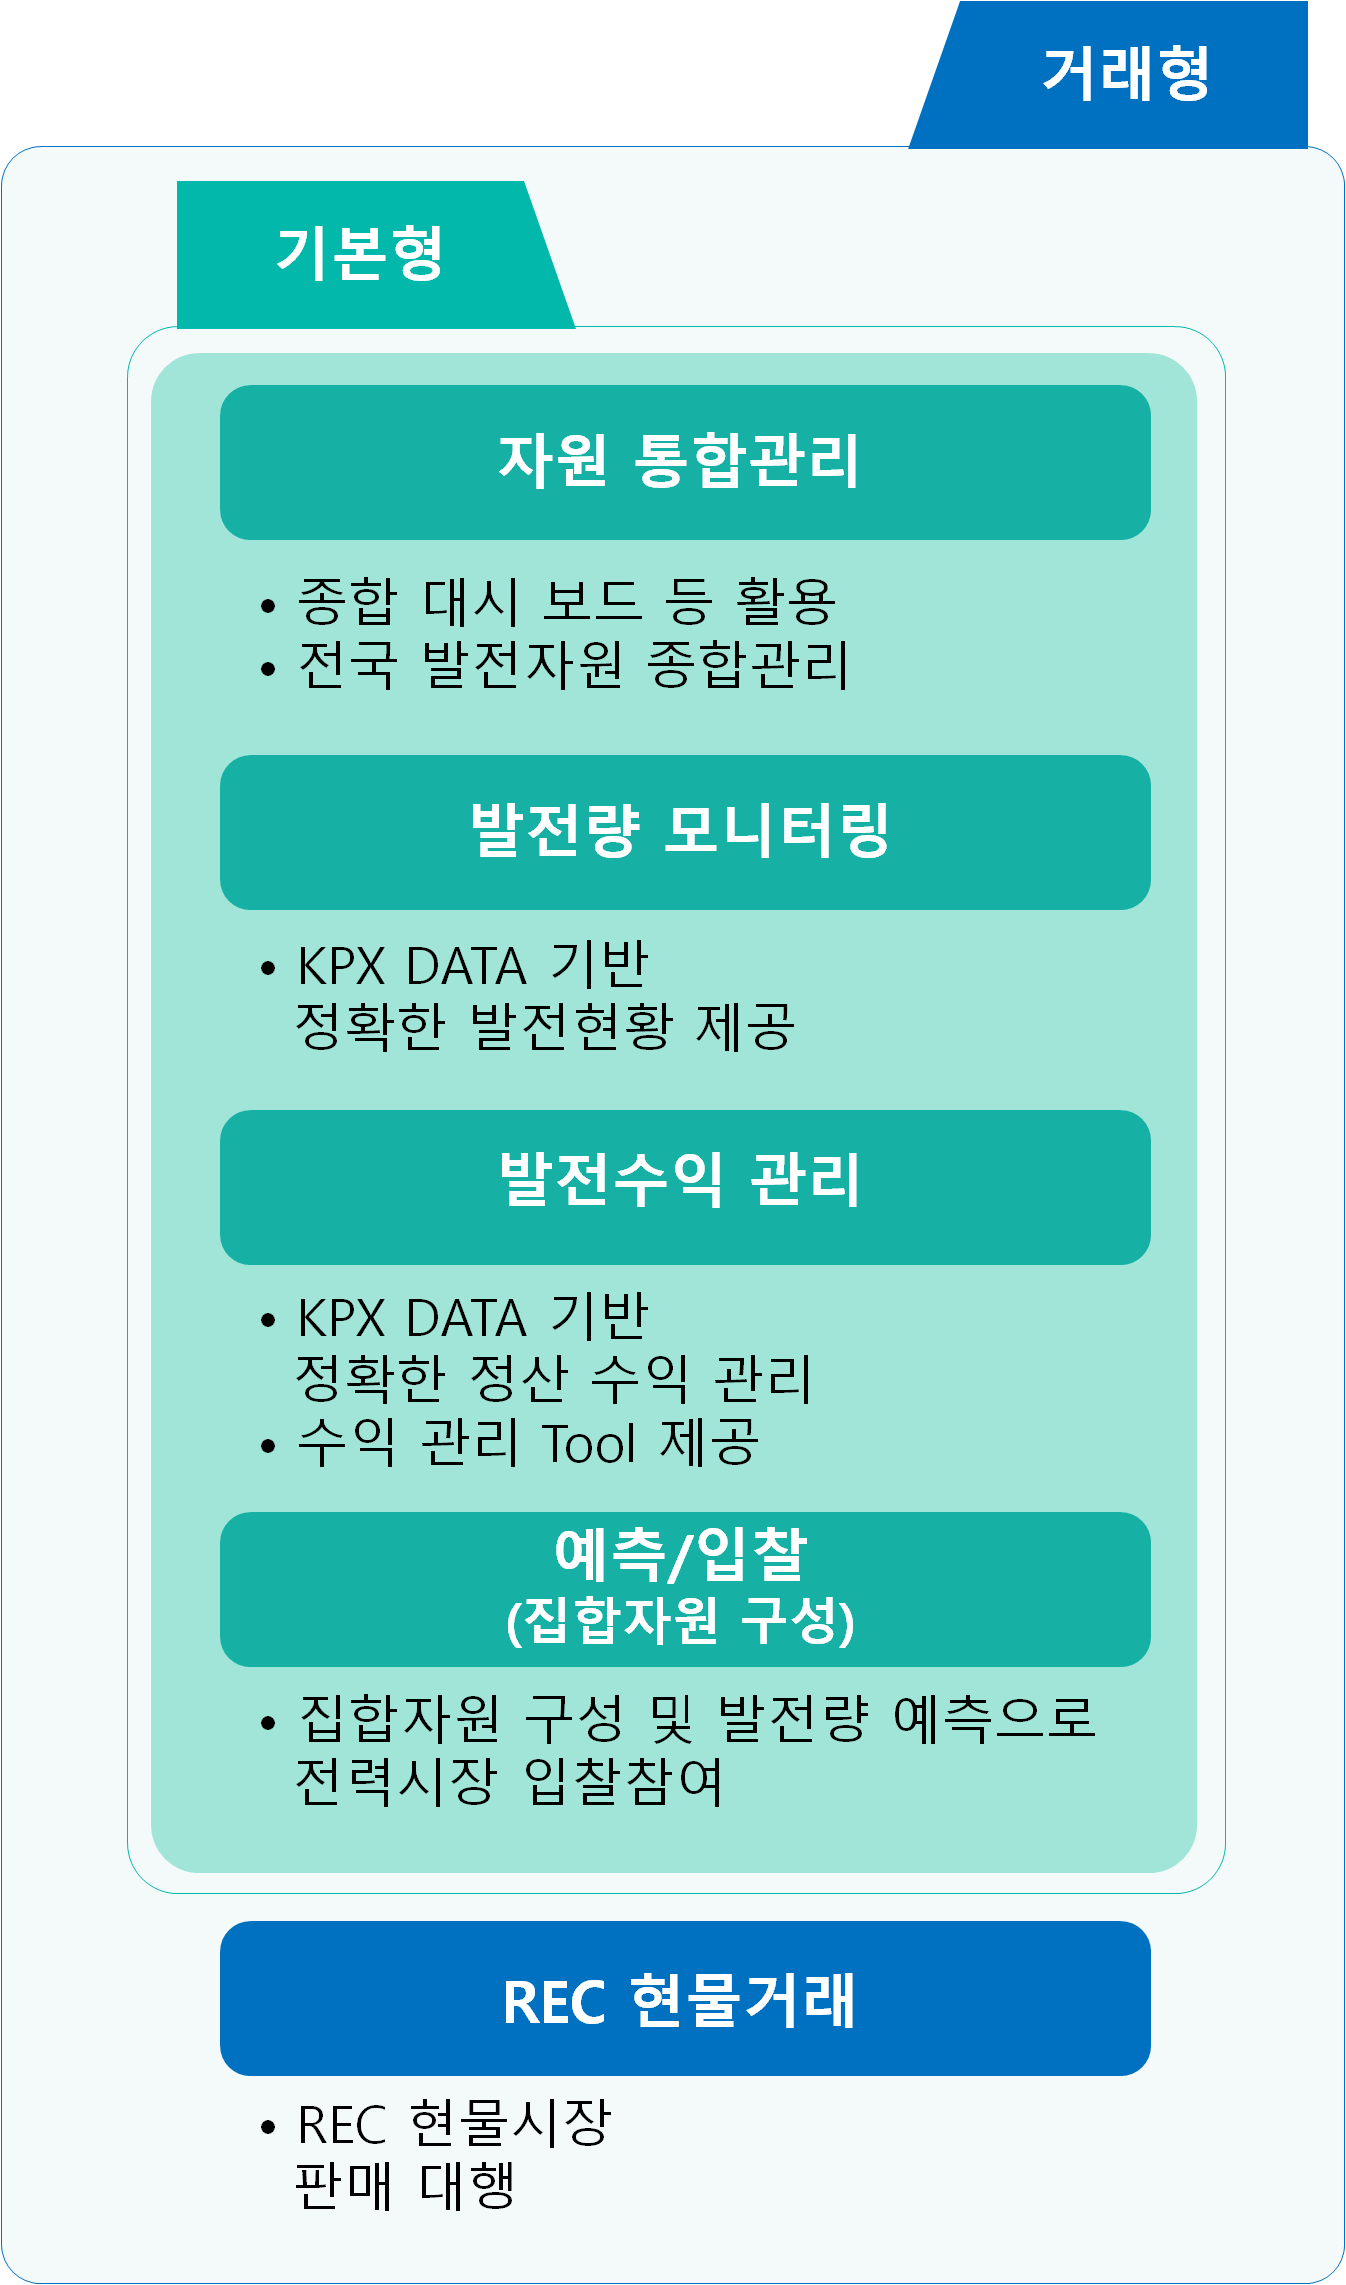 거래형
기본형
자원 통합관리
• 종합 대시 보드 등 활용
• 전국 발전자원 종합관리
발전량 모니터링
• KPX DATA 기반
정확한 발전현황 제공
발전수익 관리
• KPX DATA 기반
정확한 정산 수익 관리
• 수익 관리 Tool 제공
예측/입찰
(집합자원 구성)
• 집합자원 구성 및 발전량 예측으로
전력시장 입찰참여
REC 현물거래
• REC 현물시장
판매 대행